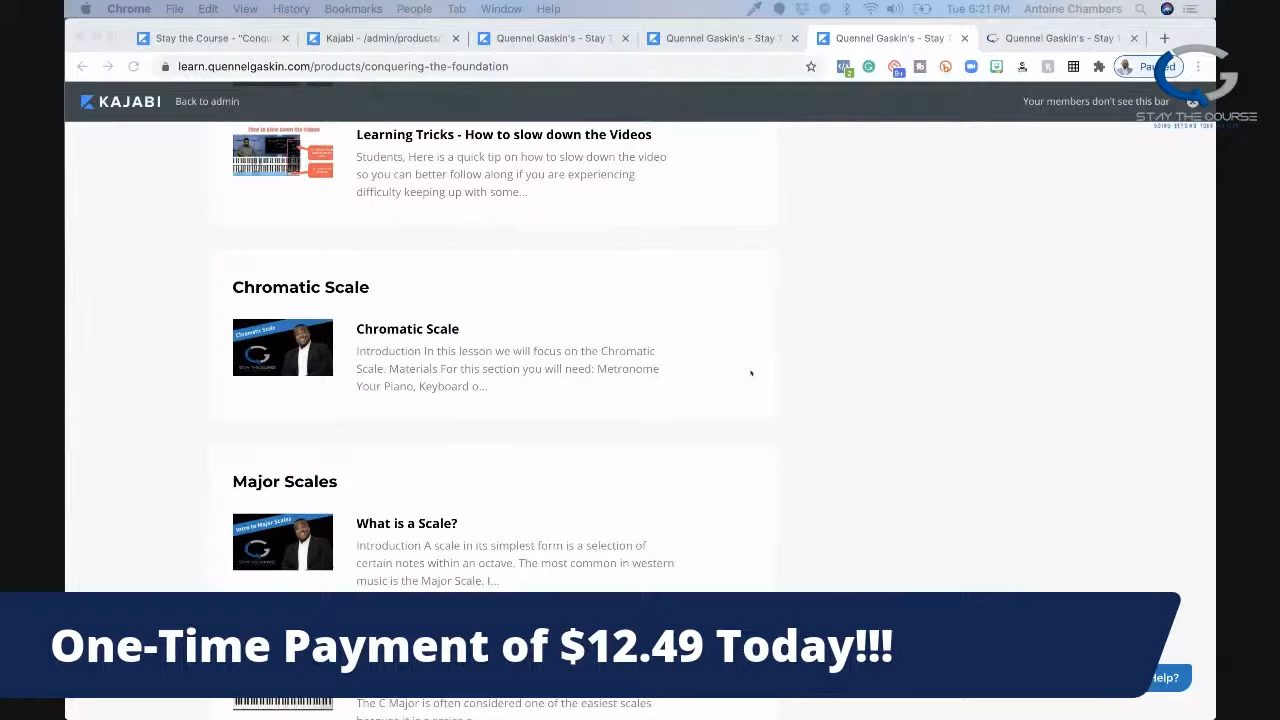 Chrome File Edit View History Bookmarks People Tab Window Help Tue 6:21 PM Antoine Chambers
Stay the Course - "Conqu Kajabi - /admin/products/ Quennel Gaskin's - Stay T Quennel Gaskin's - Stay T Quennel Gaskin's - Stay T Quennel Gaskin's - Stay T
learn.quennelgaskin.com/products/conquering-the-foundation
KAJABI Back to admin Your members don't see this bar
STAY THE COURSE
Learning Tricks - How to slow down the Videos
Students, Here is a quick tip on how to slow down the video
so you can better follow along if you are experiencing
difficulty keeping up with some...
Chromatic Scale
Chromatic Scale
Chromatic Scale
Introduction In this lesson we will focus on the Chromatic
Scale. Materials For this section you will need: Metronome
Your Piano, Keyboard o...
Major Scales
Intro to Major Scales
What is a Scale?
Introduction A scale in its simplest form is a selection of
certain notes within an octave. The most common in western
music is the Major Scale. I...
One-Time Payment of $12.49 Today!!!
Help?
The C Major is often considered one of the easiest scales